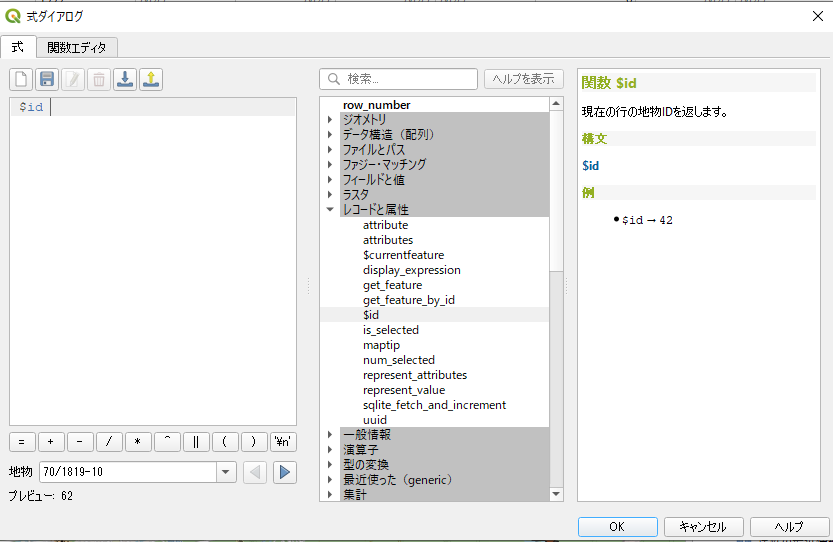 式ダイアログ
式
関数エディタ
$id
検索...
ヘルプを表示
row_number
ジオメトリ
データ構造（配列）
ファイルとパス
ファジー・マッチング
フィールドと値
ラスタ
レコードと属性
attribute
attributes
$currentfeature
display_expression
get_feature
get_feature_by_id
$id
is_selected
maptip
num_selected
represent_attributes
represent_value
sqlite_fetch_and_increment
uuid
一般情報
演算子
型の変換
最近使った（generic）
集計
関数 $id
現在の行の地物IDを返します。
構文
$id
例
• $id → 42
= + - / * ^ || ( ) '¥n'
地物 70/1819-10
プレビュー: 62
OK キャンセル ヘルプ